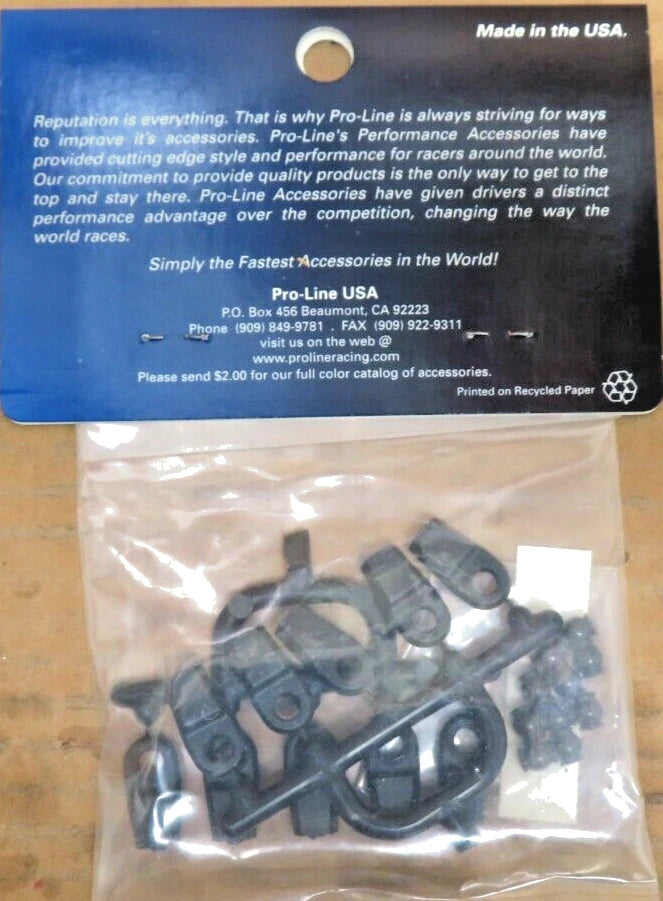 Made in the USA.
Reputation is everything. That is why Pro-Line is always striving for ways
to improve it's accessories. Pro-Line's Performance Accessories have
provided cutting edge style and performance for racers around the world.
Our commitment to provide quality products is the only way to get to the
top and stay there. Pro-Line Accessories have given drivers a distinct
performance advantage over the competition, changing the way the
world races.
Simply the Fastest Accessories in the World!
Pro-Line USA
P.O. Box 456 Beaumont, CA 92223
Phone (909) 849-9781 . FAX (909) 922-9311
visit us on the web @
www.prolineracing.com
Please send $2.00 for our full color catalog of accessories.
Printed on Recycled Paper